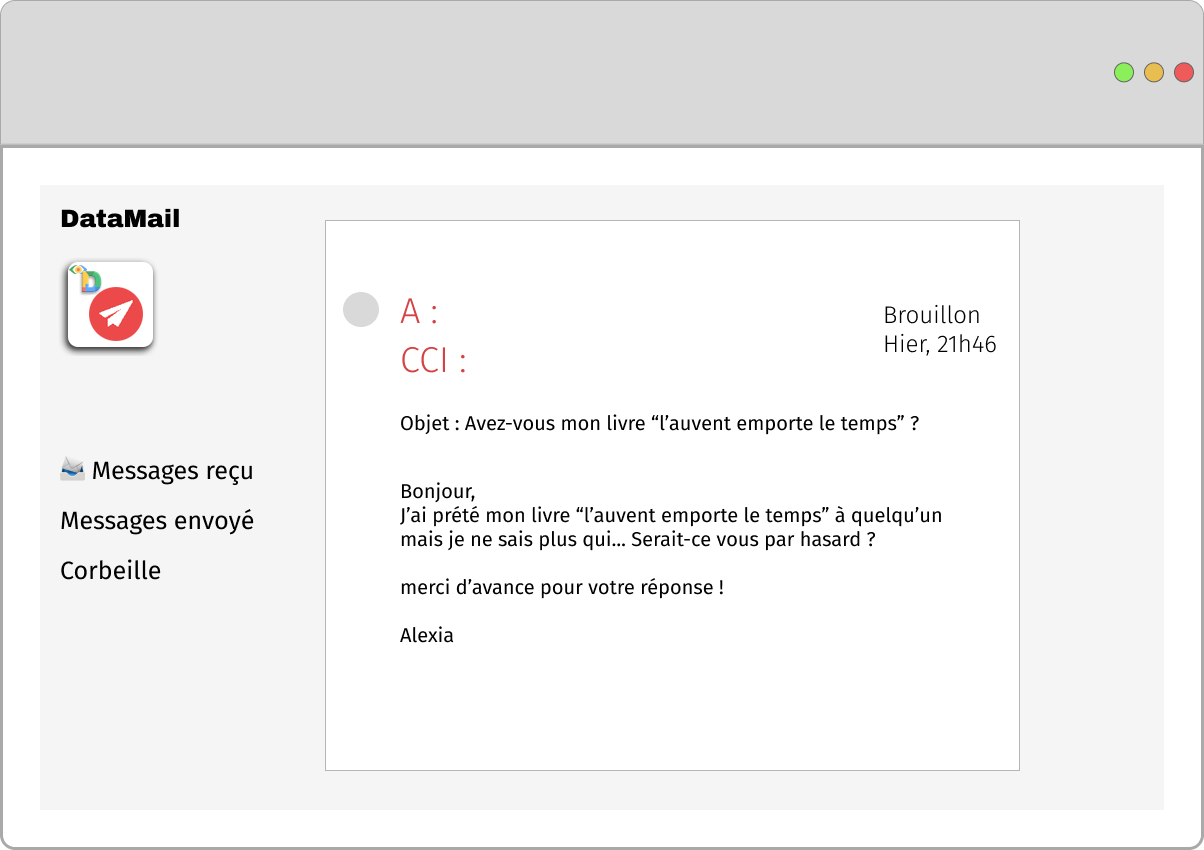 DataMail
D
A :
CCI :
Brouillon
Hier, 21h46
Objet : Avez-vous mon livre “l’auvent emporte le temps” ?
Messages reçu
Messages envoyé
Corbeille
Bonjour,
J’ai prété mon livre “l’auvent emporte le temps” à quelqu’un
mais je ne sais plus qui... Serait-ce vous par hasard ?
merci d’avance pour votre réponse !
Alexia